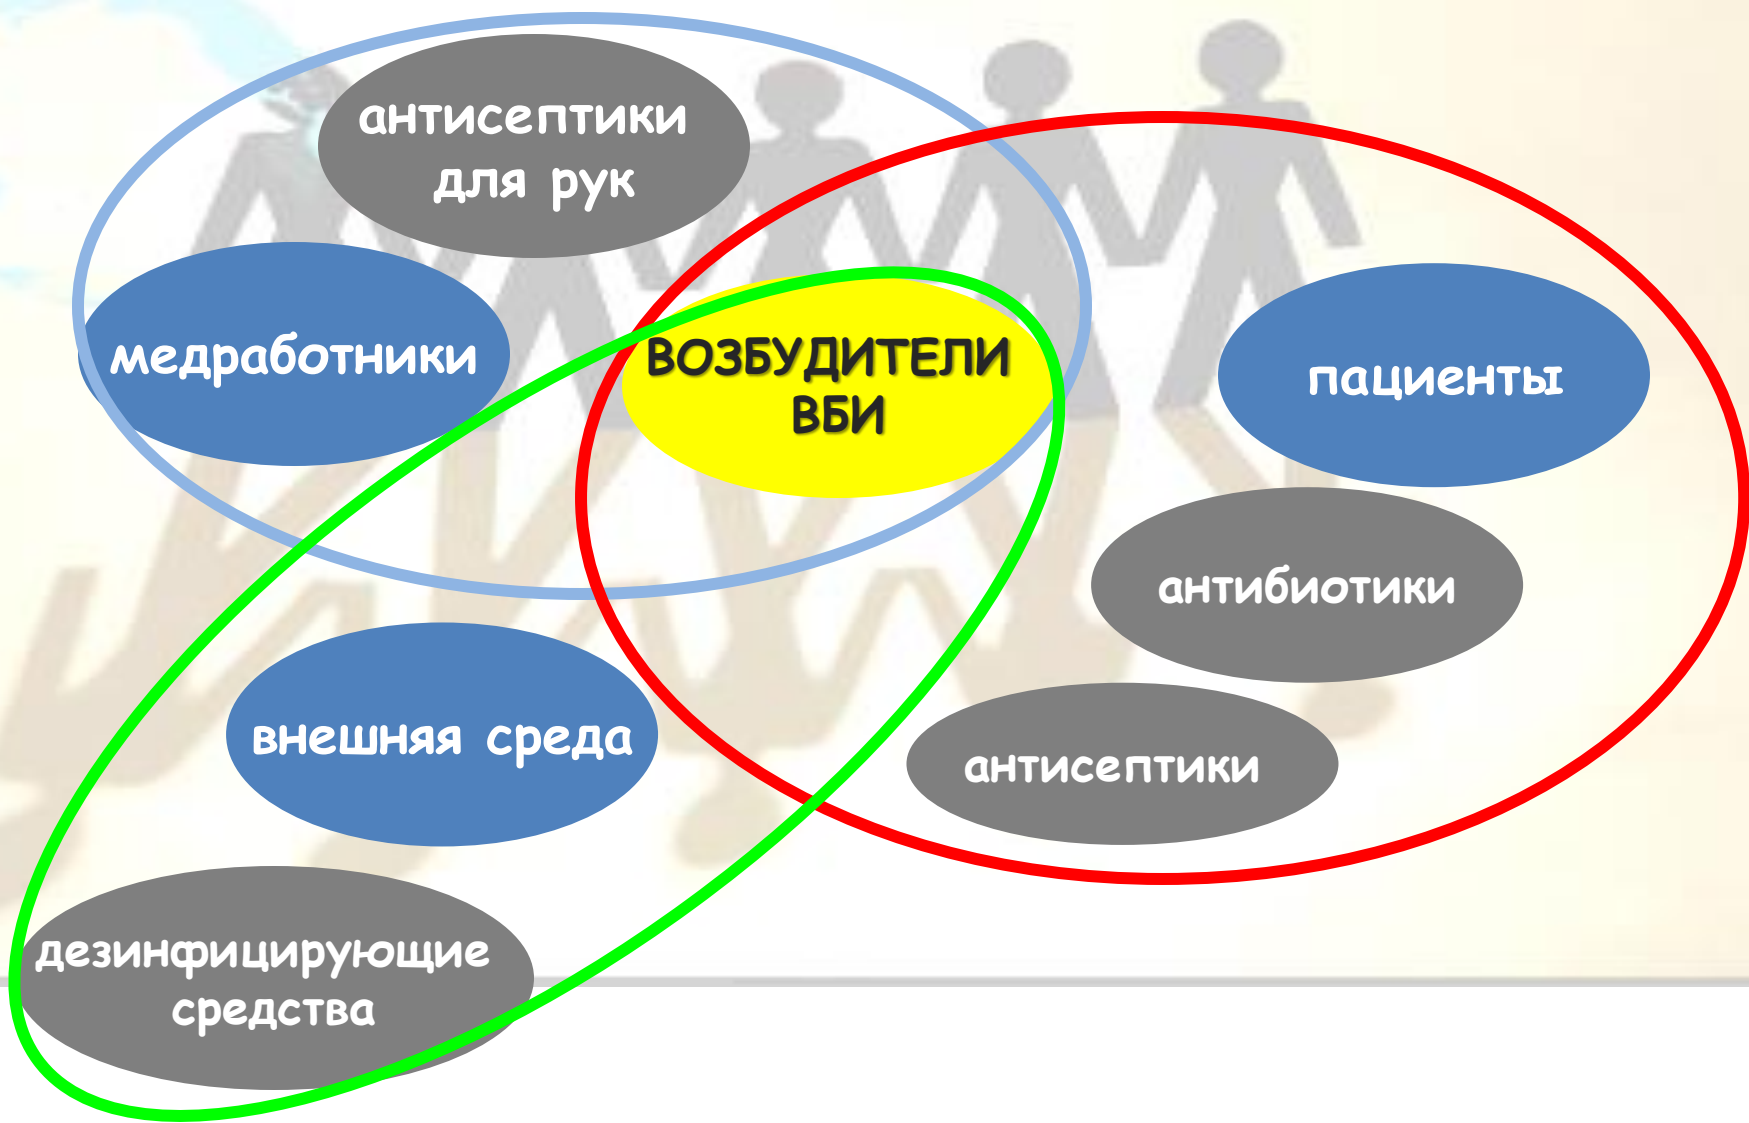 антисептики
для рук
медработники
ВОЗБУДИТЕЛИ
ВБИ
пациенты
антибиотики
внешняя среда
антисептики
дезинфицирующие
средства